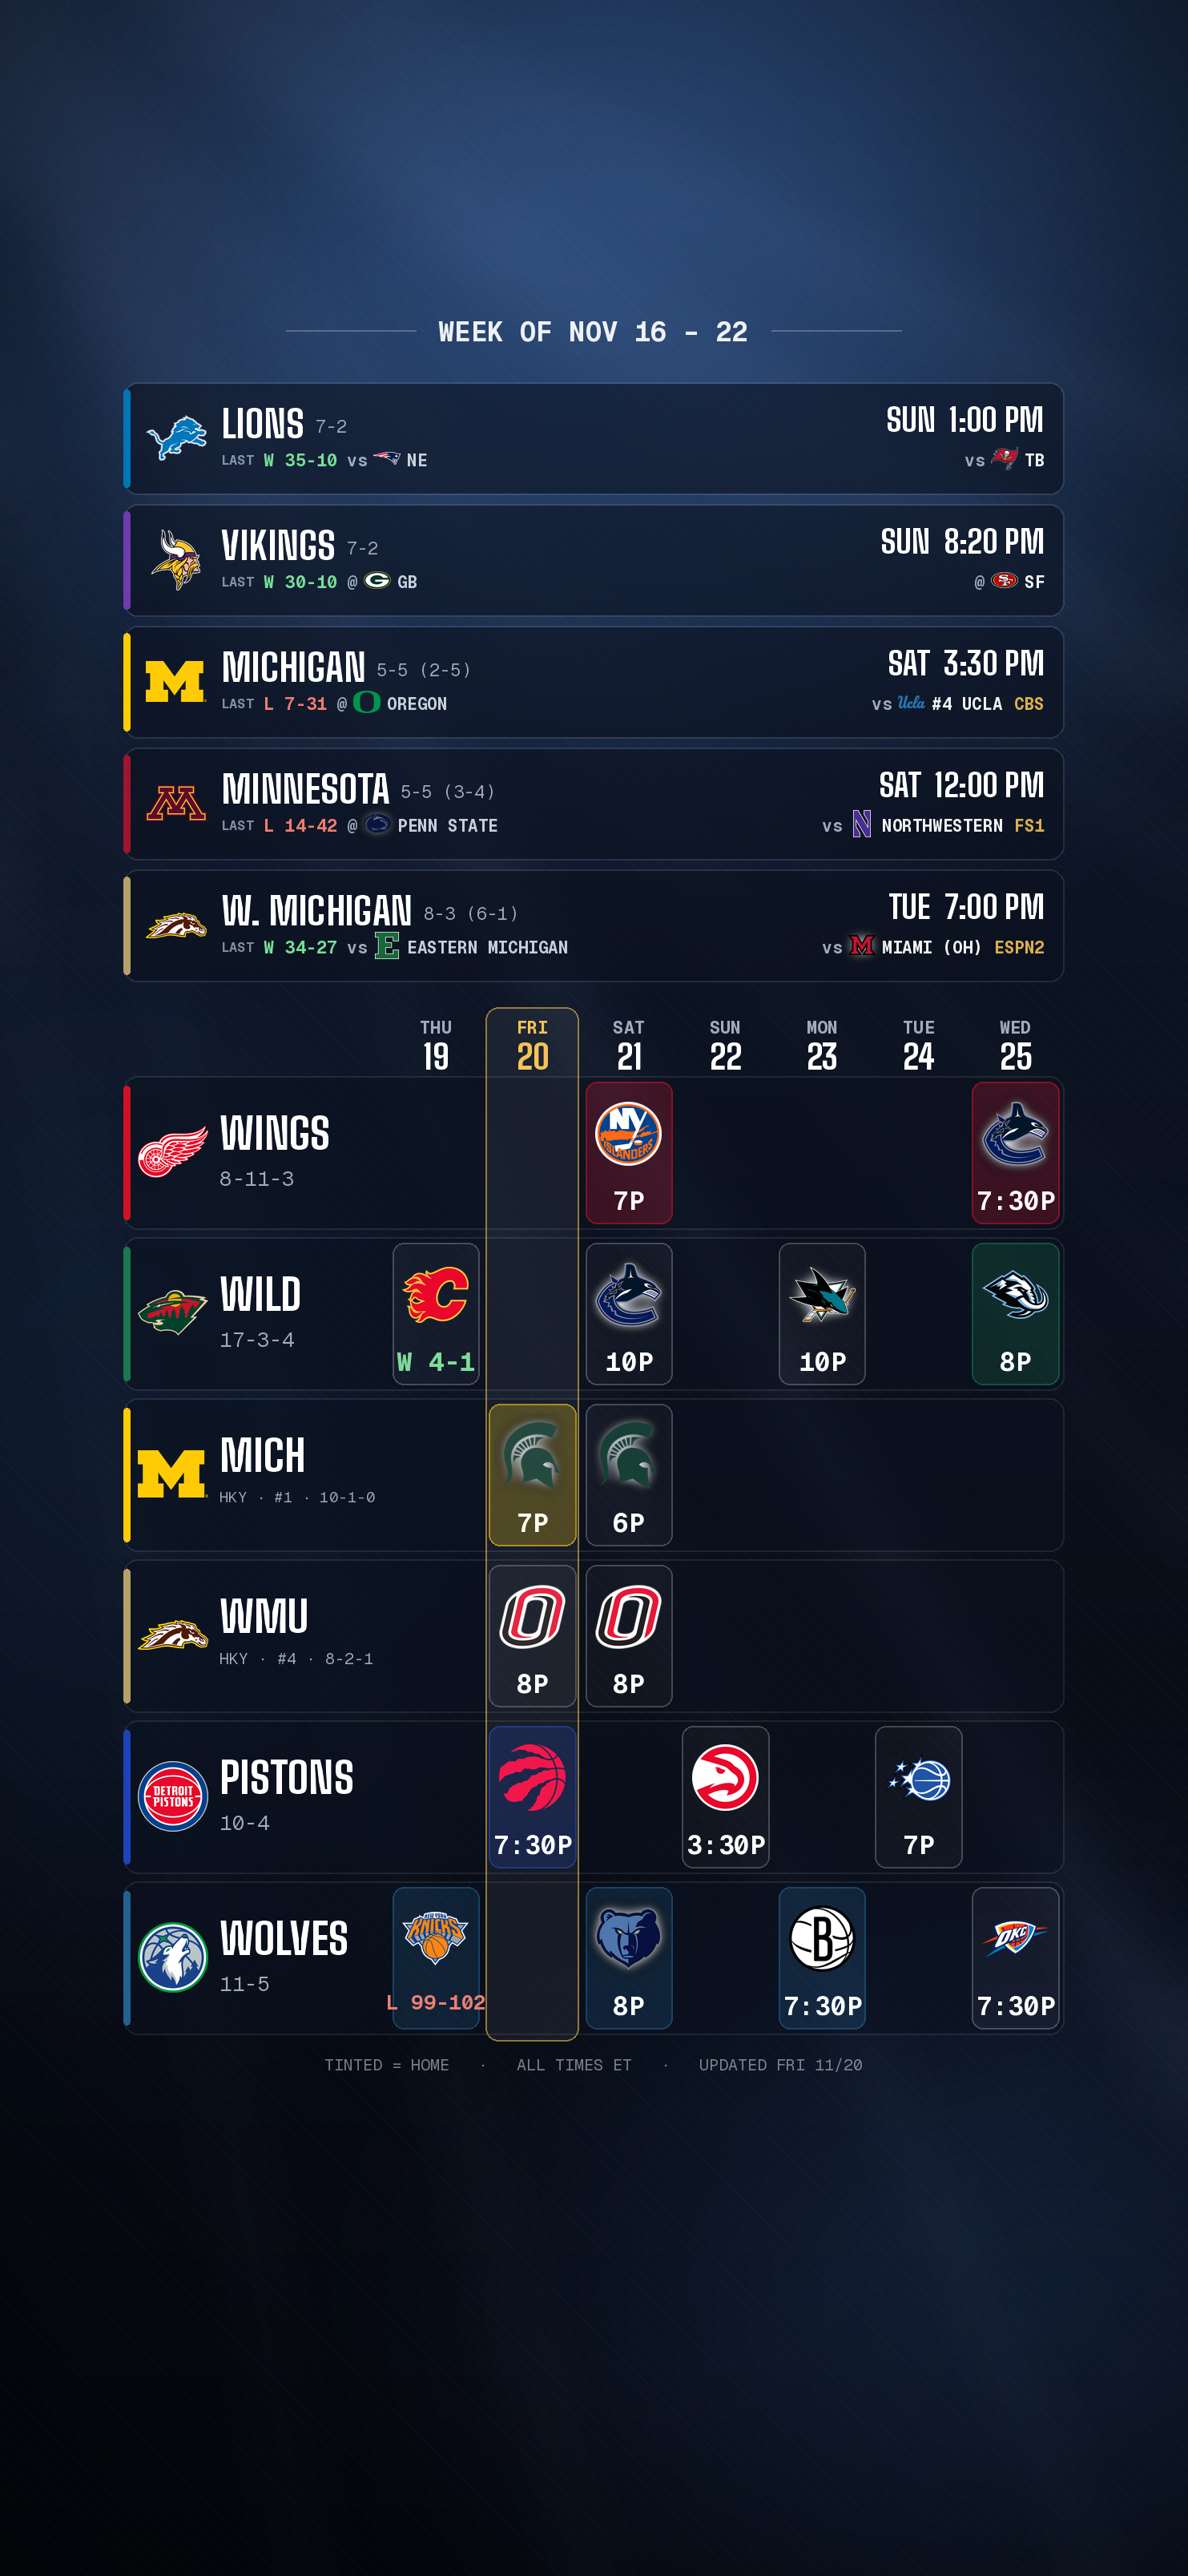 WEEK OF NOV 16 – 22
LIONS 7-2
LAST W 35-10 vs NE
SUN 1:00 PM
vs TB
VIKINGS 7-2
LAST W 30-10 @ GB
SUN 8:20 PM
@ SF
MICHIGAN 5-5 (2-5)
LAST L 7-31 @ OREGON
SAT 3:30 PM
vs Ucla #4 UCLA CBS
MINNESOTA 5-5 (3-4)
LAST L 14-42 @ PENN STATE
SAT 12:00 PM
vs NORTHWESTERN FS1
W. MICHIGAN 8-3 (6-1)
LAST W 34-27 vs EASTERN MICHIGAN
TUE 7:00 PM
vs MIAMI (OH) ESPN2
THU FRI SAT SUN MON TUE WED
19 20 21 22 23 24 25
WINGS
8-11-3
NY ISLANDERS
7P
7:30P
WILD
17-3-4
W 4-1
10P
10P
8P
MICH
HKY · #1 · 10-1-0
7P
6P
WMU
HKY · #4 · 8-2-1
8P
8P
DETROIT PISTONS
PISTONS
10-4
7:30P
3:30P
7P
WOLVES
11-5
NEW YORK KNICKS
L 99-102
8P
B
7:30P
OKC
7:30P
TINTED = HOME · ALL TIMES ET · UPDATED FRI 11/20